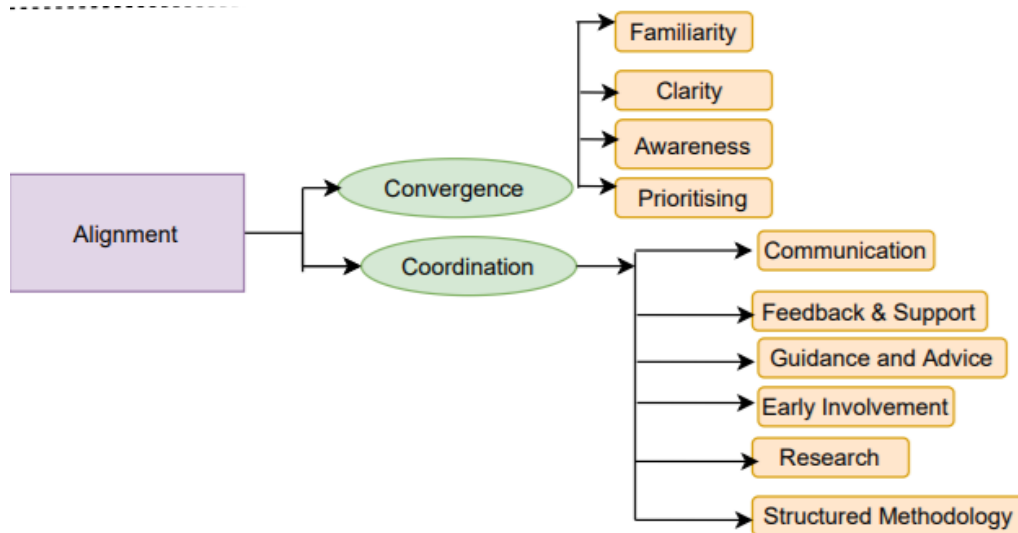 Familiarity
Clarity
Awareness
Prioritising
Convergence
Alignment
Coordination
Communication
Feedback & Support
Guidance and Advice
Early Involvement
Research
Structured Methodology